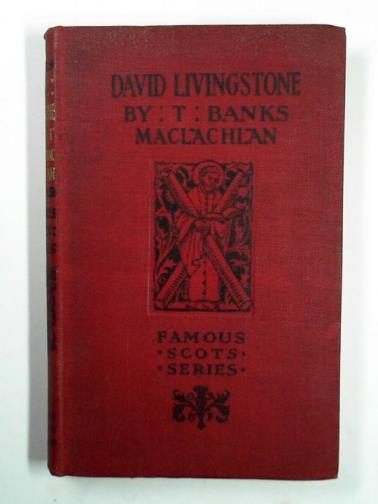 DAVID LIVINGSTONE
BY : T : BANKS
MACLACHLAN
FAMOUS
· SCOTS ·
SERIES ·